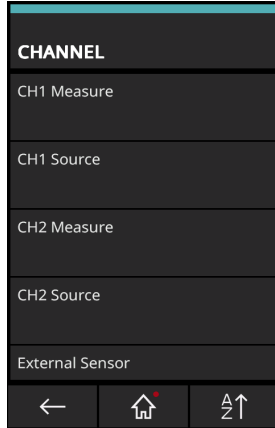 CHANNEL
CH1 Measure
CH1 Source
CH2 Measure
CH2 Source
External Sensor
A
Z